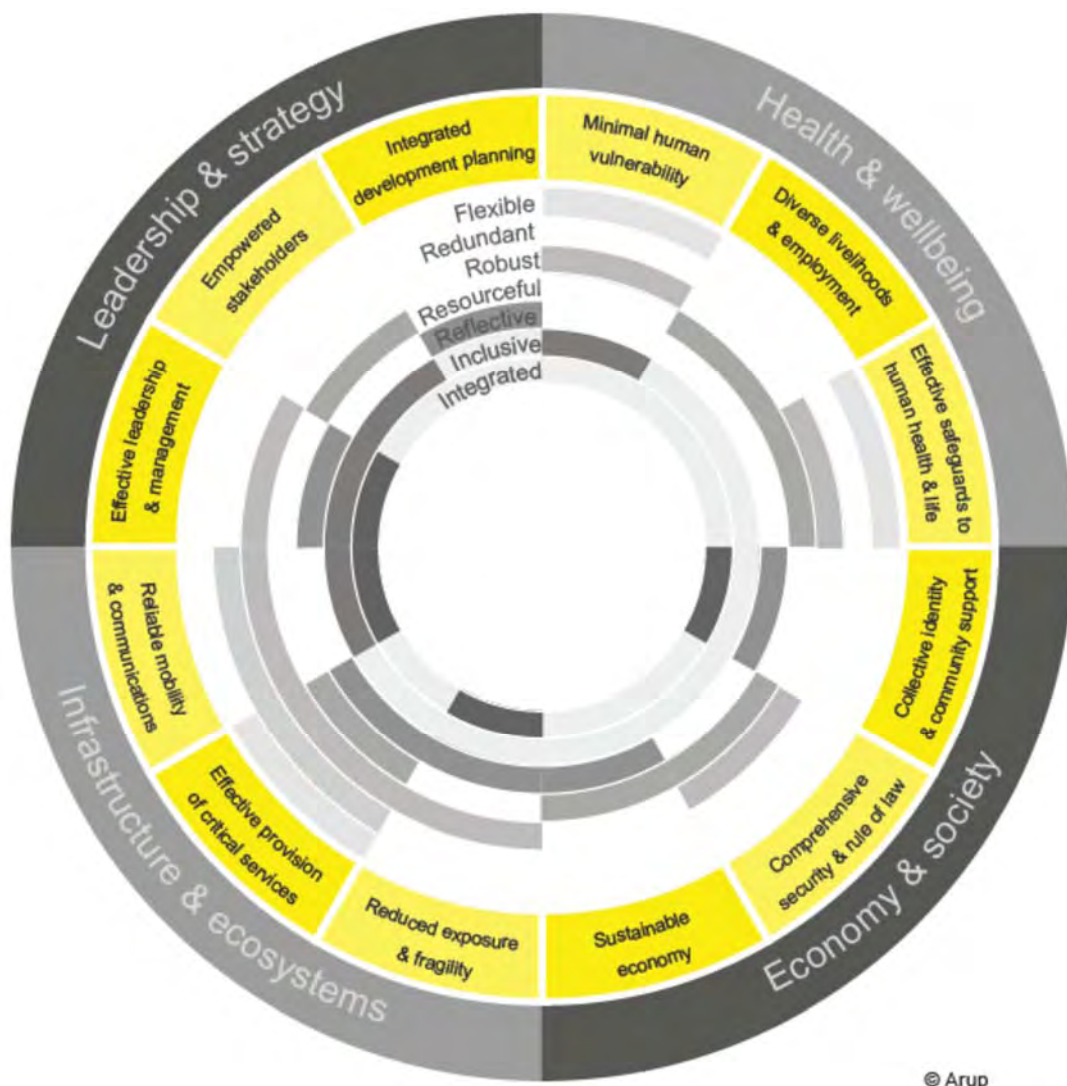 Leadership & strategy
Health & wellbeing
Economy & society
Infrastructure & ecosystems
Integrated
development planning
Minimal human
vulnerability
Diverse livelihoods
& employment
Effective safeguards to
human health & life
Collective identity
& community support
Comprehensive
security & rule of law
Sustainable
economy
Reduced exposure
& fragility
Effective provision
of critical services
Reliable mobility
& communications
Effective leadership
& management
Empowered
stakeholders
Flexible
Redundant
Robust
Resourceful
Reflective
Inclusive
Integrated
© Arup